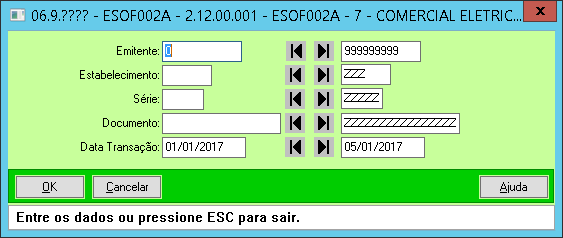 06.9.???? - ESOF002A - 2.12.00.001 - ESOF002A - 7 - COMERCIAL ELETRIC... x
Emitente: 0 999999999
Estabelecimento: ZZZ
Série: ZZZZZ
Documento: ZZZZZZZZZZZZZZZZ
Data Transação: 01/01/2017 05/01/2017
OK Cancelar Ajuda
Entre os dados ou pressione ESC para sair.